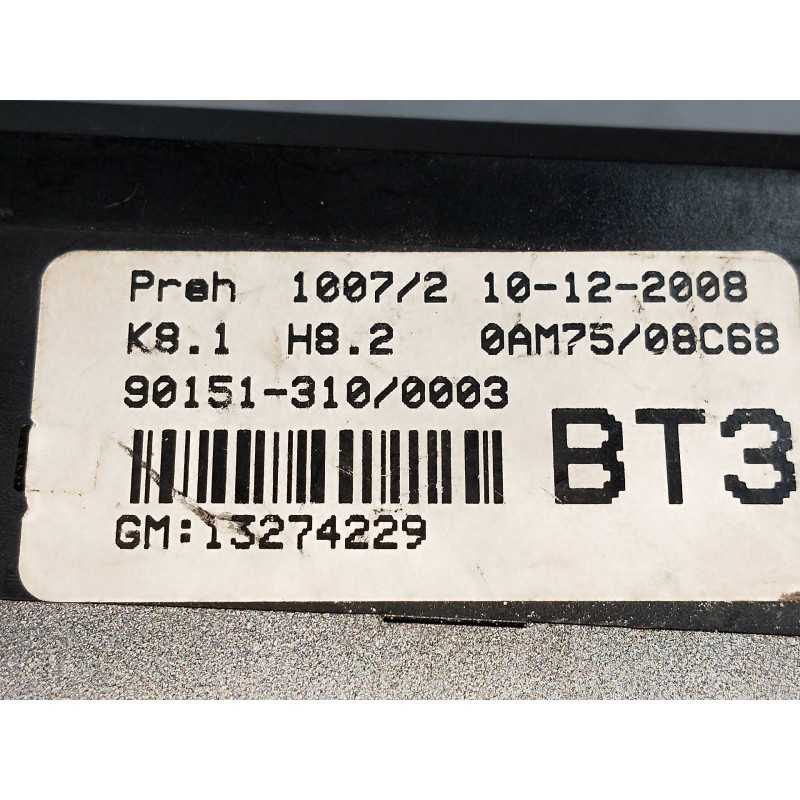 Preh 1007/2 10-12-2008
K8.1 H8.2 0AM75/08C68
90151-310/0003
BT3
GM:13274229